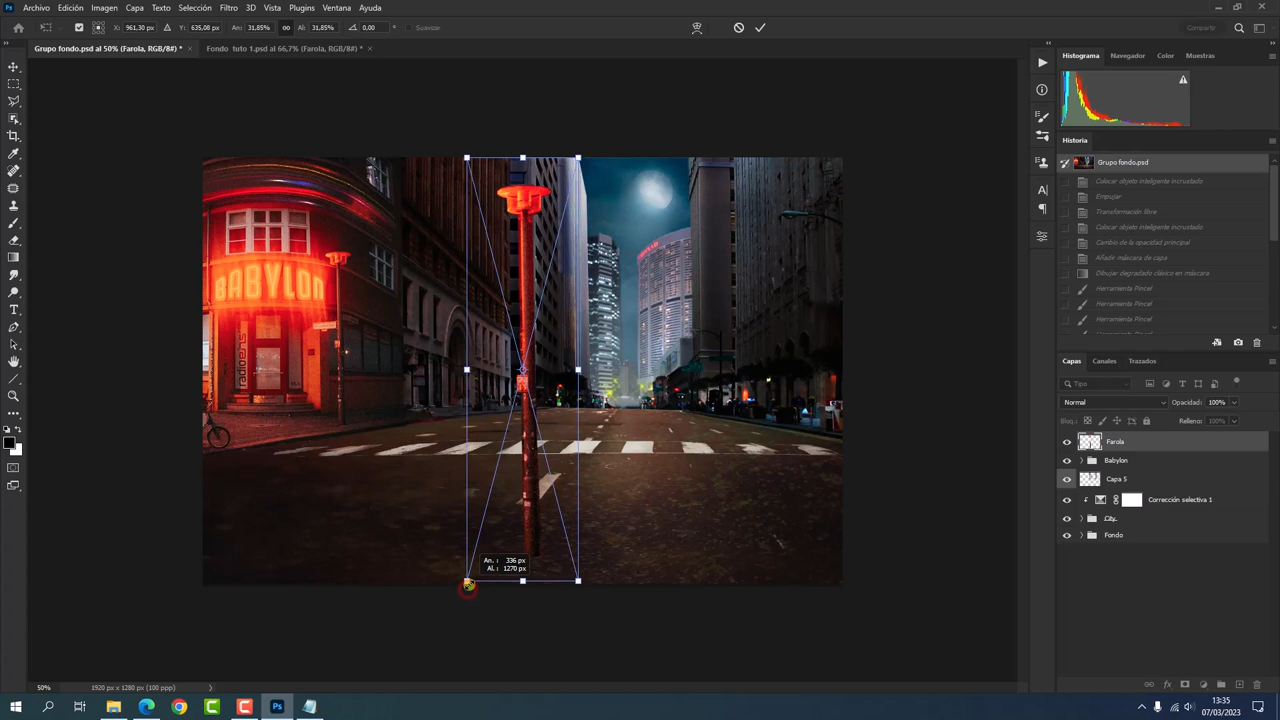 Archivo Edición Imagen Capa Texto Selección Filtro 3D Vista Plugins Ventana Ayuda
X: 961,30 px Y: 635,08 px An: 31,85% Al: 31,85% 0,00 ° Suavizar Compartir
Grupo fondo.psd al 50% (Farola, RGB/8#) * × Fondo tuto 1.psd al 66,7% (Farola, RGB/8#) * ×
Histograma Navegador Color Muestras
Historia
Grupo fondo.psd
Colocar objeto inteligente incrustado
Empujar
Transformación libre
Colocar objeto inteligente incrustado
Cambio de la opacidad principal
Añadir máscara de capa
Dibujar degradado clásico en máscara
Herramienta Pincel
Herramienta Pincel
Herramienta Pincel
BABYLON
Capas Canales Trazados
Tipo
Normal Opacidad: 100%
Bloq.: Relleno: 100%
Farola
Babylon
Capa 5
Corrección selectiva 1
City
Fondo
An. : 336 px
Al. : 1270 px
50% 1920 px x 1280 px (100 ppp)
13:35
07/03/2023